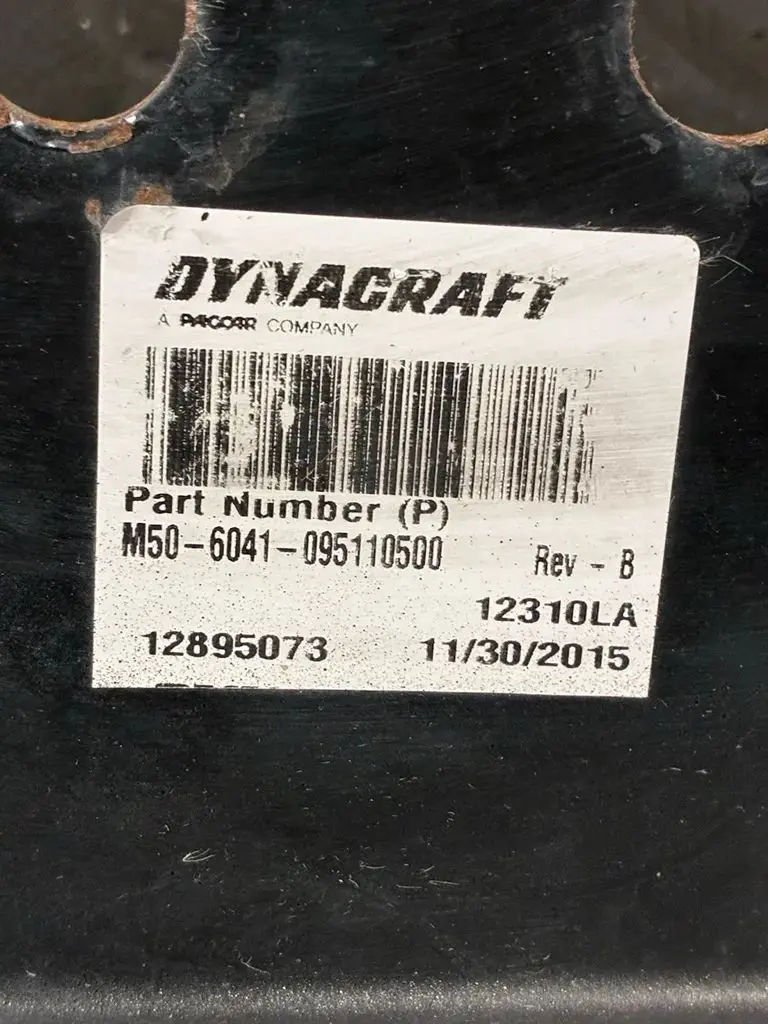 DYNACRAFT
A PACCAR COMPANY
Part Number (P)
M50-6041-095110500 Rev - B
12310LA
12895073 11/30/2015